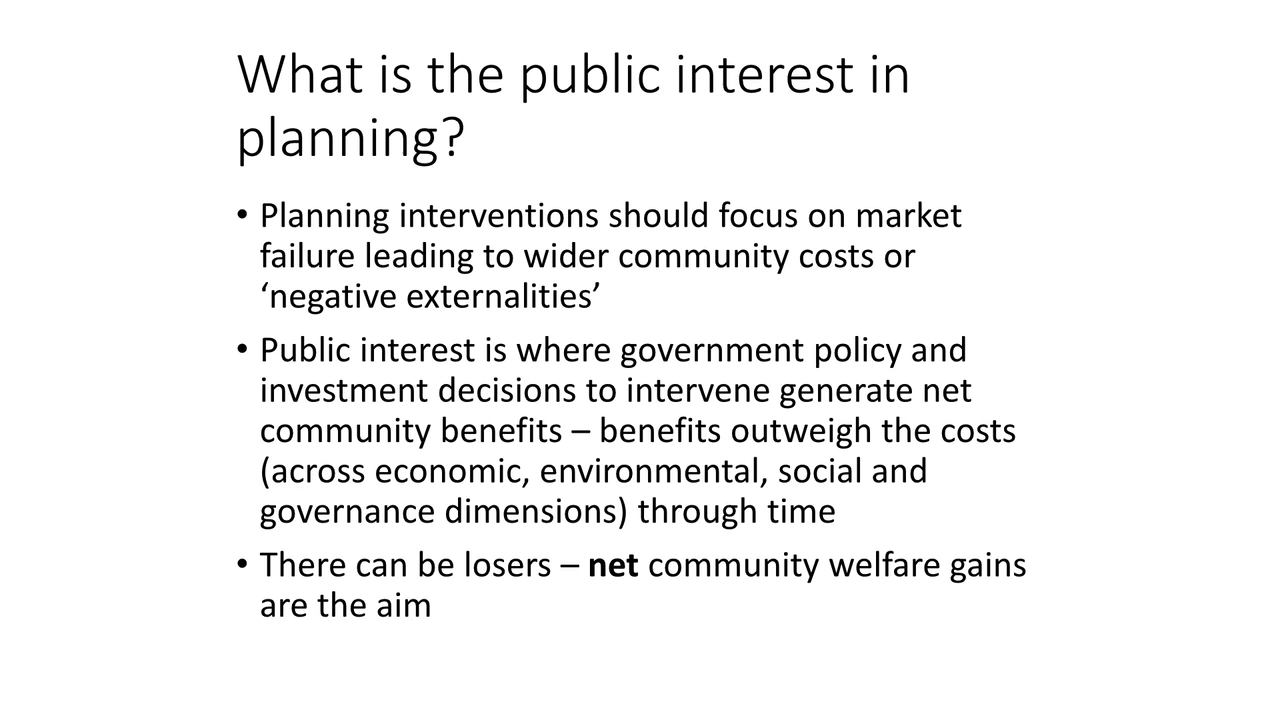 What is the public interest in
planning?
• Planning interventions should focus on market
failure leading to wider community costs or
‘negative externalities’
• Public interest is where government policy and
investment decisions to intervene generate net
community benefits – benefits outweigh the costs
(across economic, environmental, social and
governance dimensions) through time
• There can be losers – net community welfare gains
are the aim